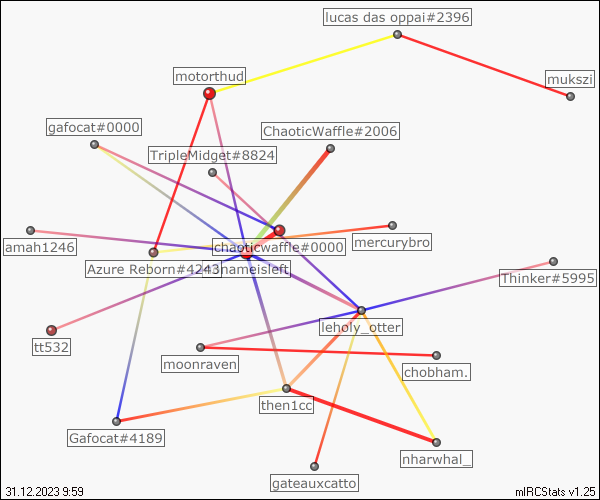 lucas das oppai#2396
motorthud
mukszi
gafocat#0000
ChaoticWaffle#2006
TripleMidget#8824
amah1246
chaoticwaffle#0000
mercurybro
Azure Reborn#4243
nameisleft
Thinker#5995
leholy_otter
tt532
moonraven
chobham.
then1cc
Gafocat#4189
nharwhal_
gateauxcatto
31.12.2023 9:59
mIRCStats v1.25